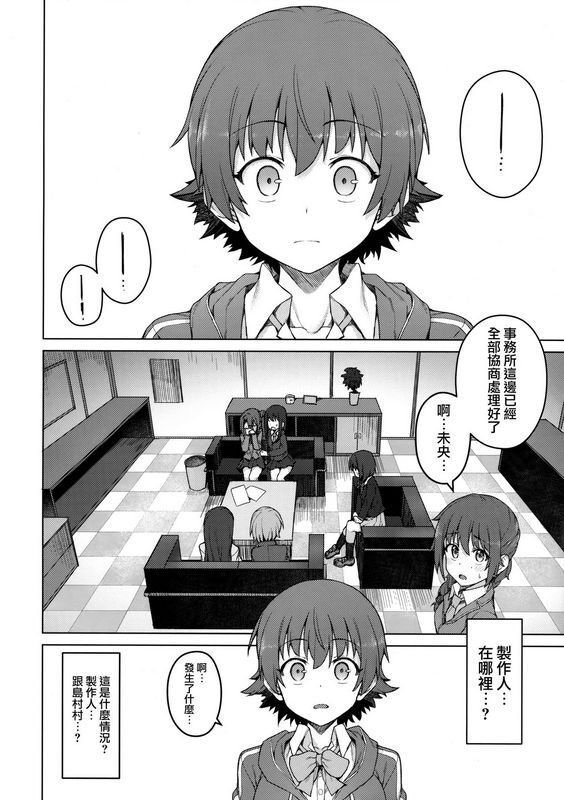 ——…
——…
——…
事務所這邊已經
全部協商處理好了
啊…未央…
製作人…
在哪裡…?
啊…
發生了什麼…
這是什麼情況?
製作人…
跟島村村…?